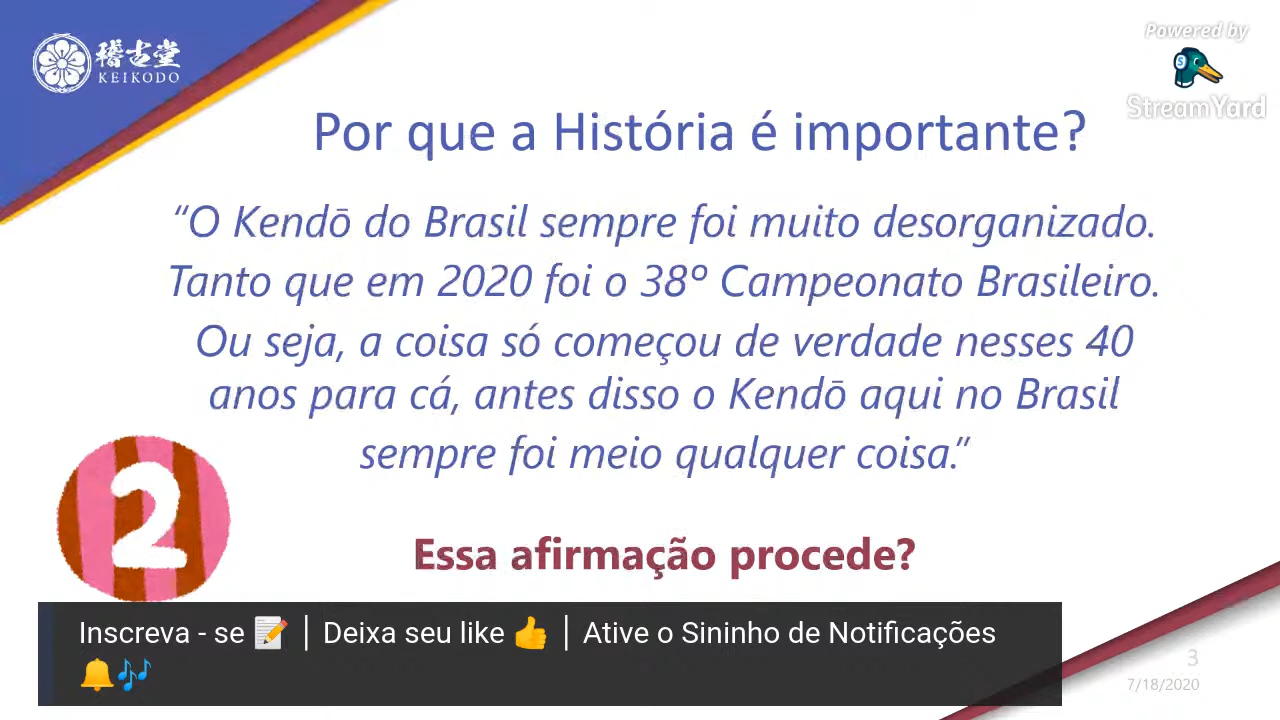 稽古堂
KEIKODO
Powered by
StreamYard
Por que a História é importante?
“O Kendō do Brasil sempre foi muito desorganizado.
Tanto que em 2020 foi o 38º Campeonato Brasileiro.
Ou seja, a coisa só começou de verdade nesses 40
anos para cá, antes disso o Kendō aqui no Brasil
sempre foi meio qualquer coisa.”
2
Essa afirmação procede?
Inscreva - se 📝 | Deixa seu like 👍 | Ative o Sininho de Notificações
🔔🎶
3
7/18/2020